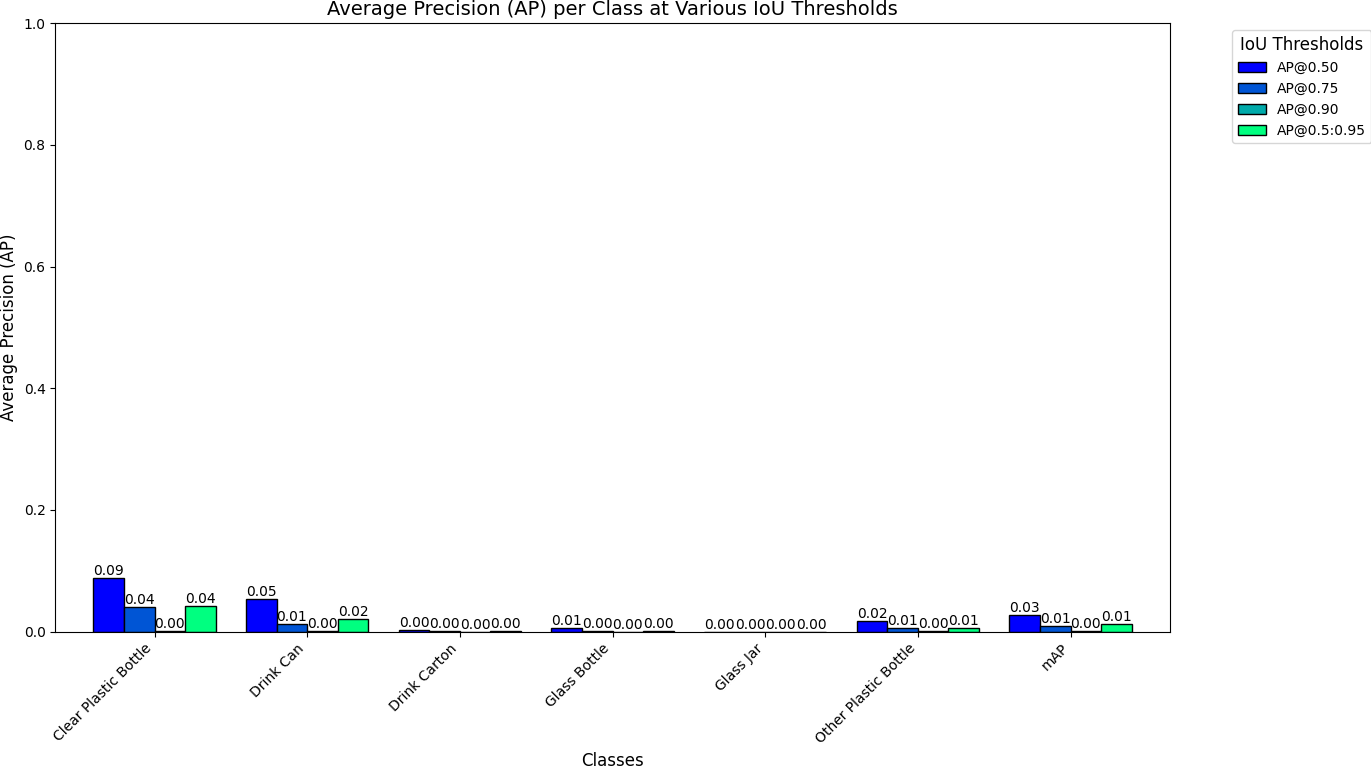 Average Precision (AP) per Class at Various IoU Thresholds
IoU Thresholds
AP@0.50
AP@0.75
AP@0.90
AP@0.5:0.95
Average Precision (AP)
1.0
0.8
0.6
0.4
0.2
0.0
0.09 0.04 0.00 0.04
0.05 0.01 0.00 0.02
0.00 0.00 0.00 0.00
0.01 0.00 0.00 0.00
0.00 0.00 0.00 0.00
0.02 0.01 0.00 0.01
0.03 0.01 0.00 0.01
Clear Plastic Bottle
Drink Can
Drink Carton
Glass Bottle
Glass Jar
Other Plastic Bottle
mAP
Classes